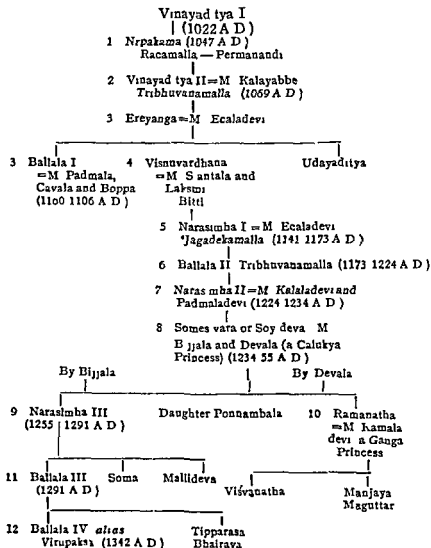 Vinayad tya I
(1022 A D)
1 Nrpakama (1047 A D)
Racamalla — Permanandi
2 Vinayad tya II=M Kalayabbe
Tribhuvanamalla (1069 A D)
3 Ereyanga=M Ecaladevi
3 Ballala I 4 Visnuvardhana Udayaditya
=M Padmala, =M S antala and
Cavala and Boppa Laksmi
(1100 1106 A D) Bitti
5 Narasimba I = M Ecaladevi
'Jagadekamalla (1141 1173 A D)
6 Ballala II Tribhuvanamalla (1173 1224 A D)
7 Naras mba II=M Kalaladevi and
Padmaladevi (1224 1234 A D)
8 Somes vara or Soy deva M
B jjala and Devala (a Calukya
Princess) (1234 55 A D)
By Bijjala By Devala
9 Narasimba III Daughter Ponnambala 10 Ramanatha
(1255 1291 A D) =M Kamala
devi a Ganga
Princess
11 Ballala III Soma Mallideva
(1291 A D) Viśvanatha Manjaya
Maguttar
12 Ballala IV alias Tipparasa
Virupaksa (1342 A D) Bhairava